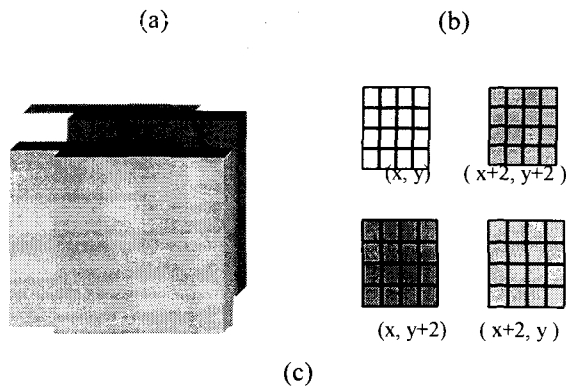 (a) (b)
(x, y) ( x+2, y+2 )
(x, y+2) ( x+2, y )
(c)